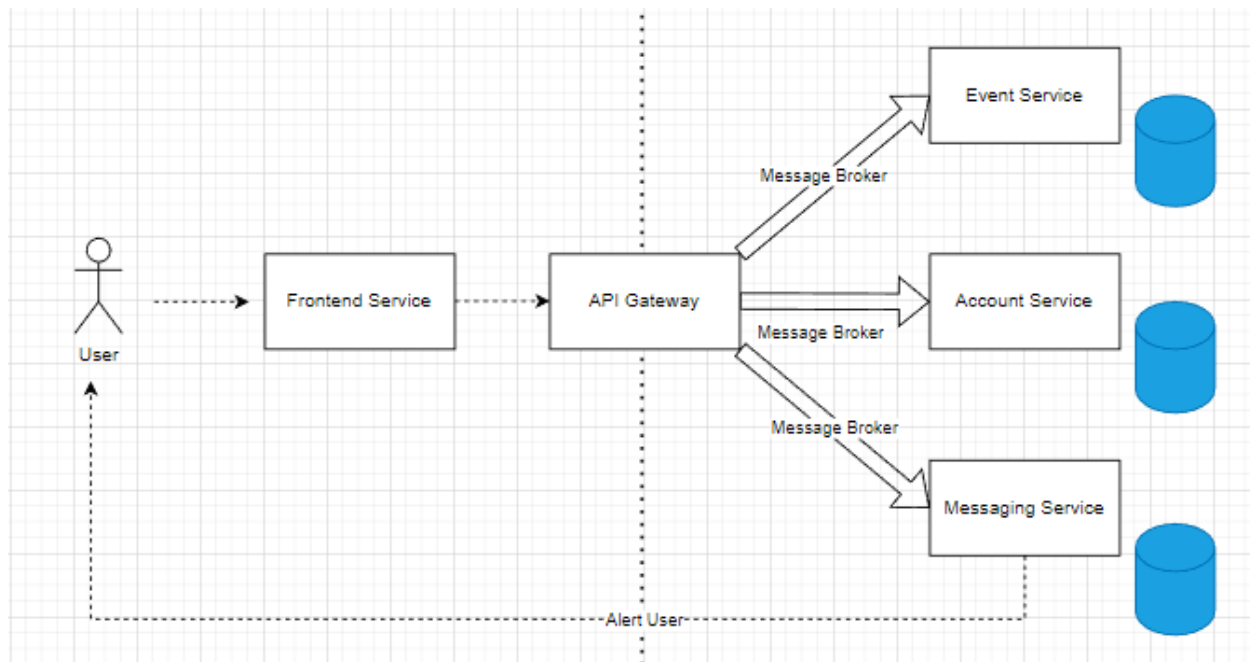 Event Service
Message Broker
User
Frontend Service
API Gateway
Message Broker
Account Service
Message Broker
Messaging Service
Alert User